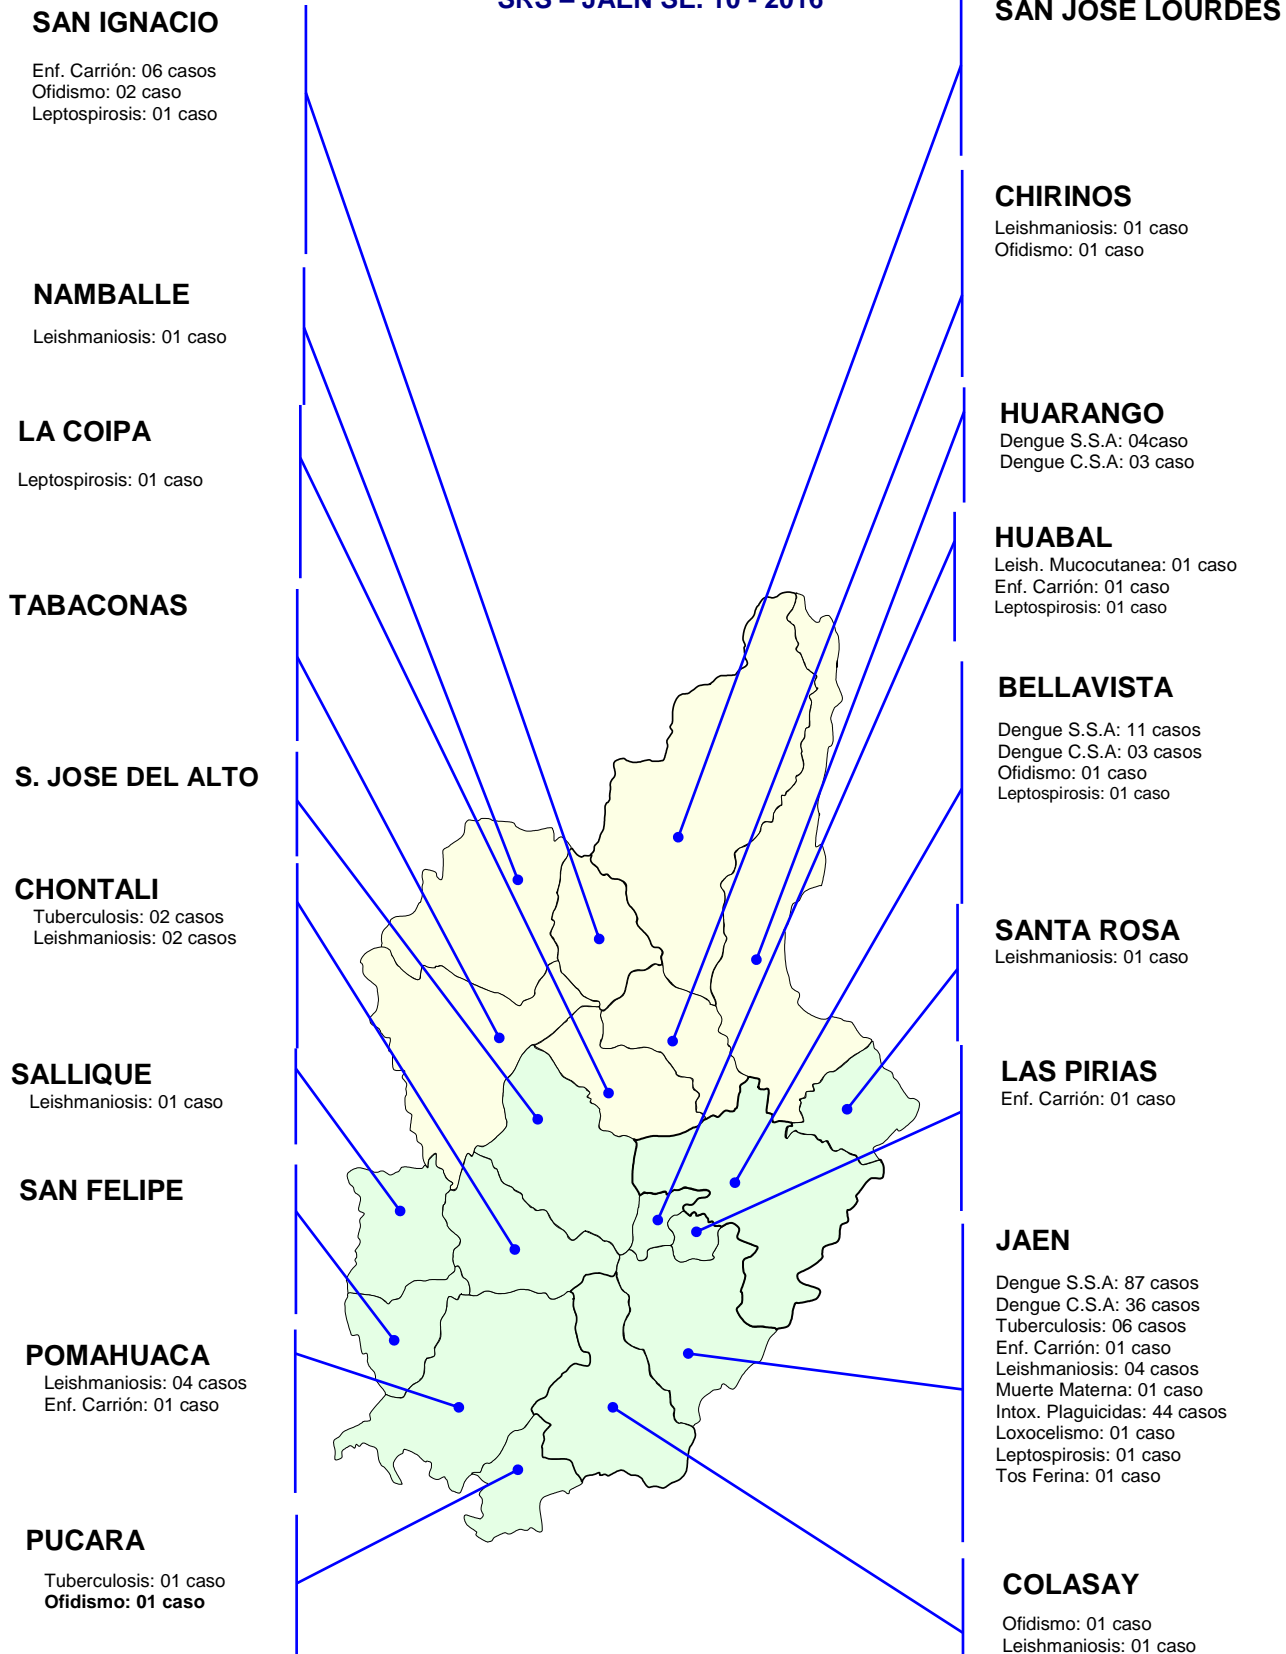 SRS – JAEN SE. 10 - 2016
SAN IGNACIO
Enf. Carrión: 06 casos
Ofidismo: 02 caso
Leptospirosis: 01 caso
NAMBALLE
Leishmaniosis: 01 caso
LA COIPA
Leptospirosis: 01 caso
TABACONAS
S. JOSE DEL ALTO
CHONTALI
Tuberculosis: 02 casos
Leishmaniosis: 02 casos
SALLIQUE
Leishmaniosis: 01 caso
SAN FELIPE
POMAHUACA
Leishmaniosis: 04 casos
Enf. Carrión: 01 caso
PUCARA
Tuberculosis: 01 caso
Ofidismo: 01 caso
SAN JOSE LOURDES
CHIRINOS
Leishmaniosis: 01 caso
Ofidismo: 01 caso
HUARANGO
Dengue S.S.A: 04caso
Dengue C.S.A: 03 caso
HUABAL
Leish. Mucocutanea: 01 caso
Enf. Carrión: 01 caso
Leptospirosis: 01 caso
BELLAVISTA
Dengue S.S.A: 11 casos
Dengue C.S.A: 03 casos
Ofidismo: 01 caso
Leptospirosis: 01 caso
SANTA ROSA
Leishmaniosis: 01 caso
LAS PIRIAS
Enf. Carrión: 01 caso
JAEN
Dengue S.S.A: 87 casos
Dengue C.S.A: 36 casos
Tuberculosis: 06 casos
Enf. Carrión: 01 caso
Leishmaniosis: 04 casos
Muerte Materna: 01 caso
Intox. Plaguicidas: 44 casos
Loxocelismo: 01 caso
Leptospirosis: 01 caso
Tos Ferina: 01 caso
COLASAY
Ofidismo: 01 caso
Leishmaniosis: 01 caso